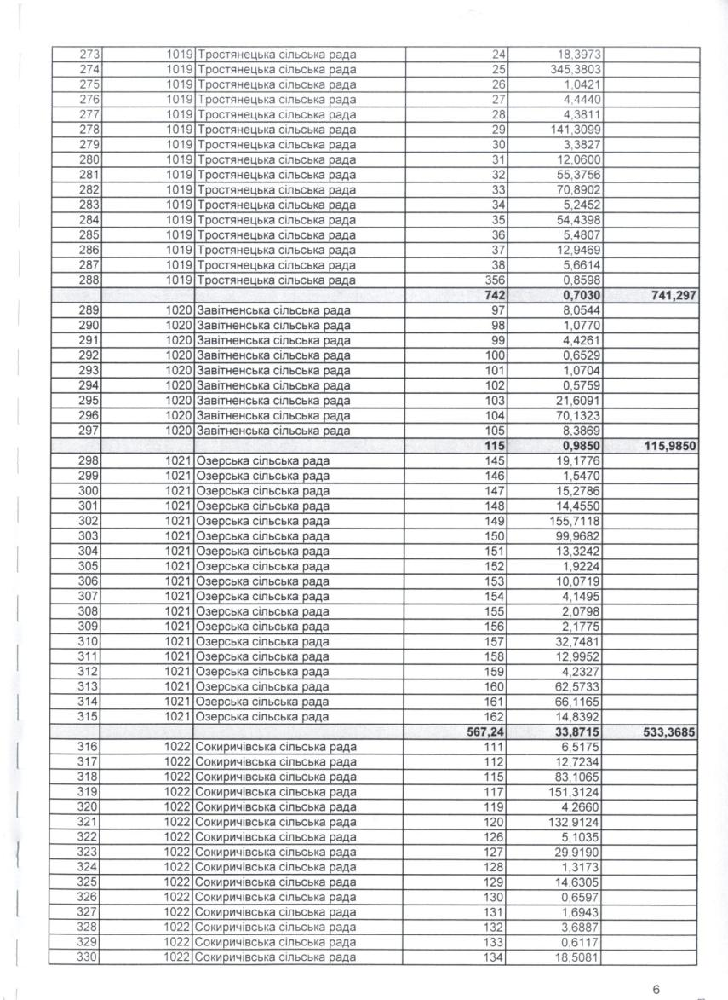 273 1019 Тростянецька сільська рада 24 18,3973
274 1019 Тростянецька сільська рада 25 345,3803
275 1019 Тростянецька сільська рада 26 1,0421
276 1019 Тростянецька сільська рада 27 4,4440
277 1019 Тростянецька сільська рада 28 4,3811
278 1019 Тростянецька сільська рада 29 141,3099
279 1019 Тростянецька сільська рада 30 3,3827
280 1019 Тростянецька сільська рада 31 12,0600
281 1019 Тростянецька сільська рада 32 55,3756
282 1019 Тростянецька сільська рада 33 70,8902
283 1019 Тростянецька сільська рада 34 5,2452
284 1019 Тростянецька сільська рада 35 54,4398
285 1019 Тростянецька сільська рада 36 5,4807
286 1019 Тростянецька сільська рада 37 12,9469
287 1019 Тростянецька сільська рада 38 5,6614
288 1019 Тростянецька сільська рада 356 0,8598
742 0,7030 741,297
289 1020 Завітненська сільська рада 97 8,0544
290 1020 Завітненська сільська рада 98 1,0770
291 1020 Завітненська сільська рада 99 4,4261
292 1020 Завітненська сільська рада 100 0,6529
293 1020 Завітненська сільська рада 101 1,0704
294 1020 Завітненська сільська рада 102 0,5759
295 1020 Завітненська сільська рада 103 21,6091
296 1020 Завітненська сільська рада 104 70,1323
297 1020 Завітненська сільська рада 105 8,3869
115 0,9850 115,9850
298 1021 Озерська сільська рада 145 19,1776
299 1021 Озерська сільська рада 146 1,5470
300 1021 Озерська сільська рада 147 15,2786
301 1021 Озерська сільська рада 148 14,4550
302 1021 Озерська сільська рада 149 155,7118
303 1021 Озерська сільська рада 150 99,9682
304 1021 Озерська сільська рада 151 13,3242
305 1021 Озерська сільська рада 152 1,9224
306 1021 Озерська сільська рада 153 10,0719
307 1021 Озерська сільська рада 154 4,1495
308 1021 Озерська сільська рада 155 2,0798
309 1021 Озерська сільська рада 156 2,1775
310 1021 Озерська сільська рада 157 32,7481
311 1021 Озерська сільська рада 158 12,9952
312 1021 Озерська сільська рада 159 4,2327
313 1021 Озерська сільська рада 160 62,5733
314 1021 Озерська сільська рада 161 66,1165
315 1021 Озерська сільська рада 162 14,8392
567,24 33,8715 533,3685
316 1022 Сокиричівська сільська рада 111 6,5175
317 1022 Сокиричівська сільська рада 112 12,7234
318 1022 Сокиричівська сільська рада 115 83,1065
319 1022 Сокиричівська сільська рада 117 151,3124
320 1022 Сокиричівська сільська рада 119 4,2660
321 1022 Сокиричівська сільська рада 120 132,9124
322 1022 Сокиричівська сільська рада 126 5,1035
323 1022 Сокиричівська сільська рада 127 29,9190
324 1022 Сокиричівська сільська рада 128 1,3173
325 1022 Сокиричівська сільська рада 129 14,6305
326 1022 Сокиричівська сільська рада 130 0,6597
327 1022 Сокиричівська сільська рада 131 1,6943
328 1022 Сокиричівська сільська рада 132 3,6887
329 1022 Сокиричівська сільська рада 133 0,6117
330 1022 Сокиричівська сільська рада 134 18,5081
6